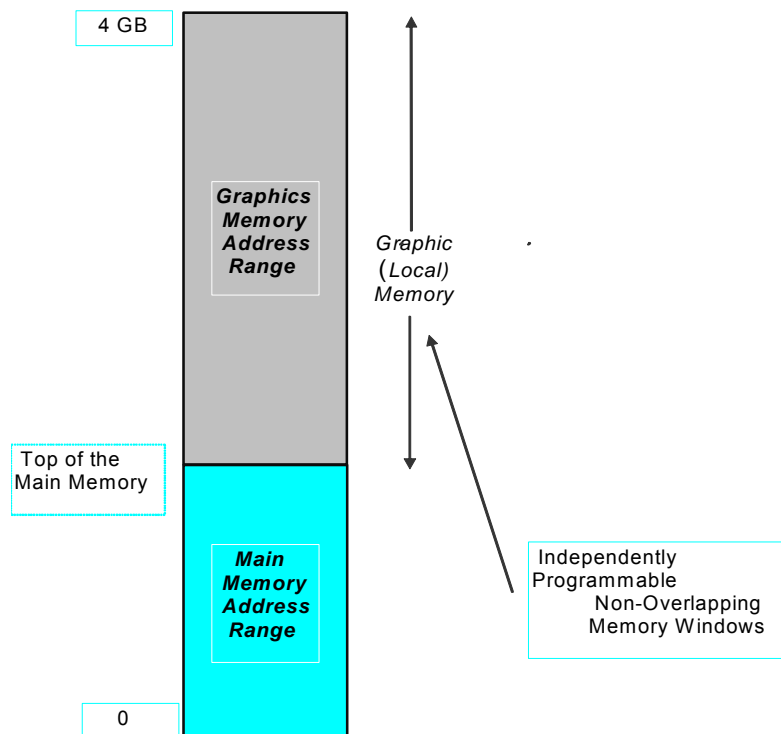 4 GB
Graphics
Memory
Address
Range
Graphic
(Local)
Memory
Top of the
Main Memory
Main
Memory
Address
Range
Independently
Programmable
Non-Overlapping
Memory Windows
0